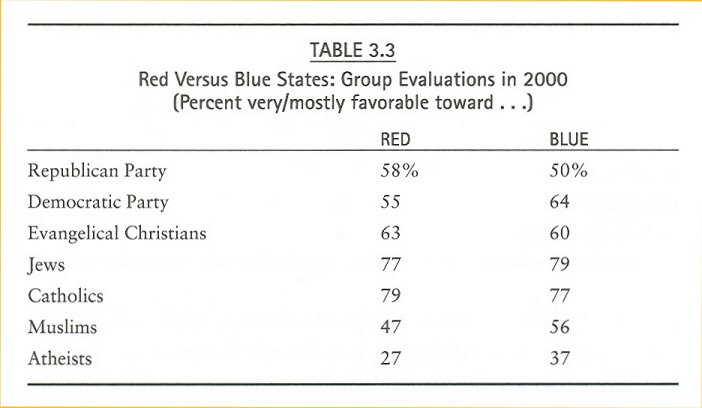 TABLE 3.3
Red Versus Blue States: Group Evaluations in 2000
(Percent very/mostly favorable toward . . .)
RED BLUE
Republican Party 58% 50%
Democratic Party 55 64
Evangelical Christians 63 60
Jews 77 79
Catholics 79 77
Muslims 47 56
Atheists 27 37